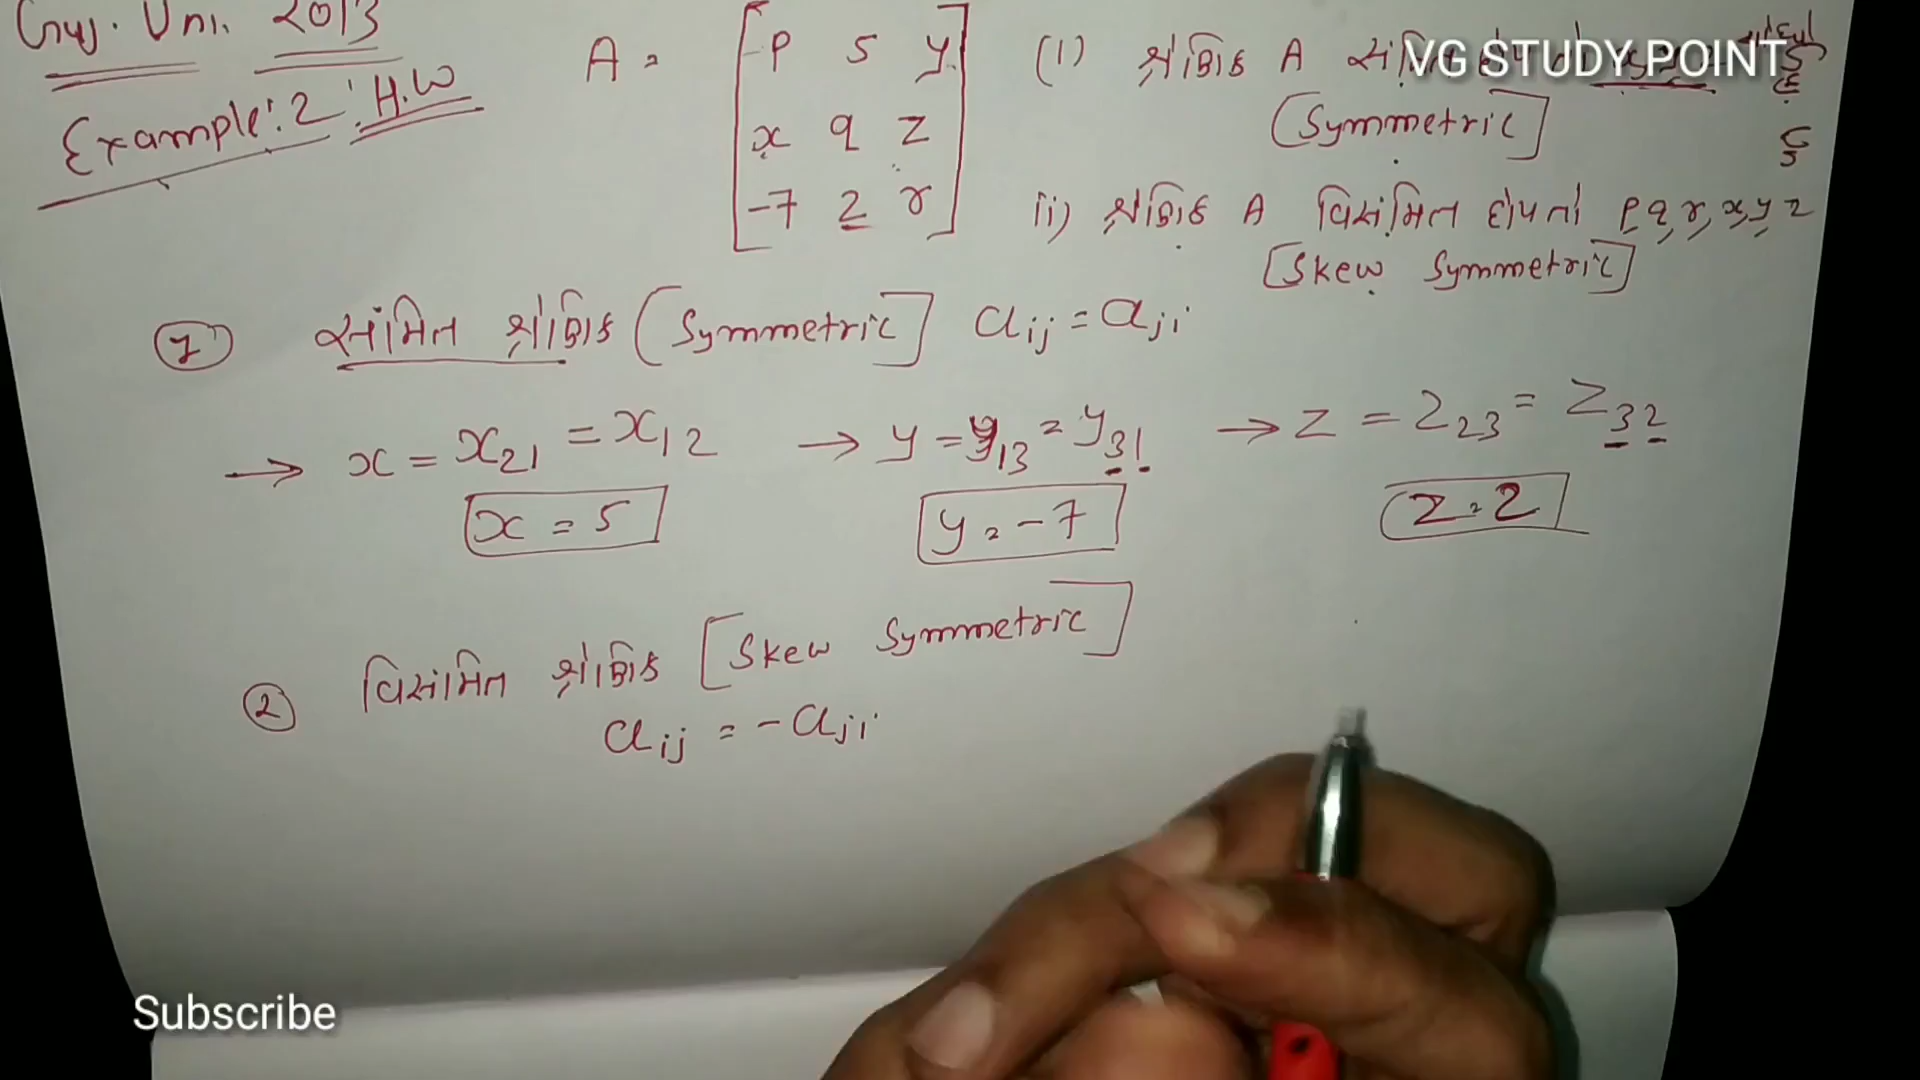 Guj. Uni. 2013
Example: 2 : H.W
A = [p 5 y
x q z
-7 2 r]
(1) શ્રેણિક A સંમિત હોય તો
[Symmetric]
VG STUDY POINT
ii) શ્રેણિક A વિસંમિત હોય તો p, q, r, x, y, z
[Skew Symmetric]
1 સંમિત શ્રેણિક [Symmetric] aij = aji
→ x = x21 = x12 → y = y13 = y31 → z = z23 = z32
x = 5 y = -7 z = 2
2 વિસંમિત શ્રેણિક [Skew Symmetric]
aij = -aji
Subscribe